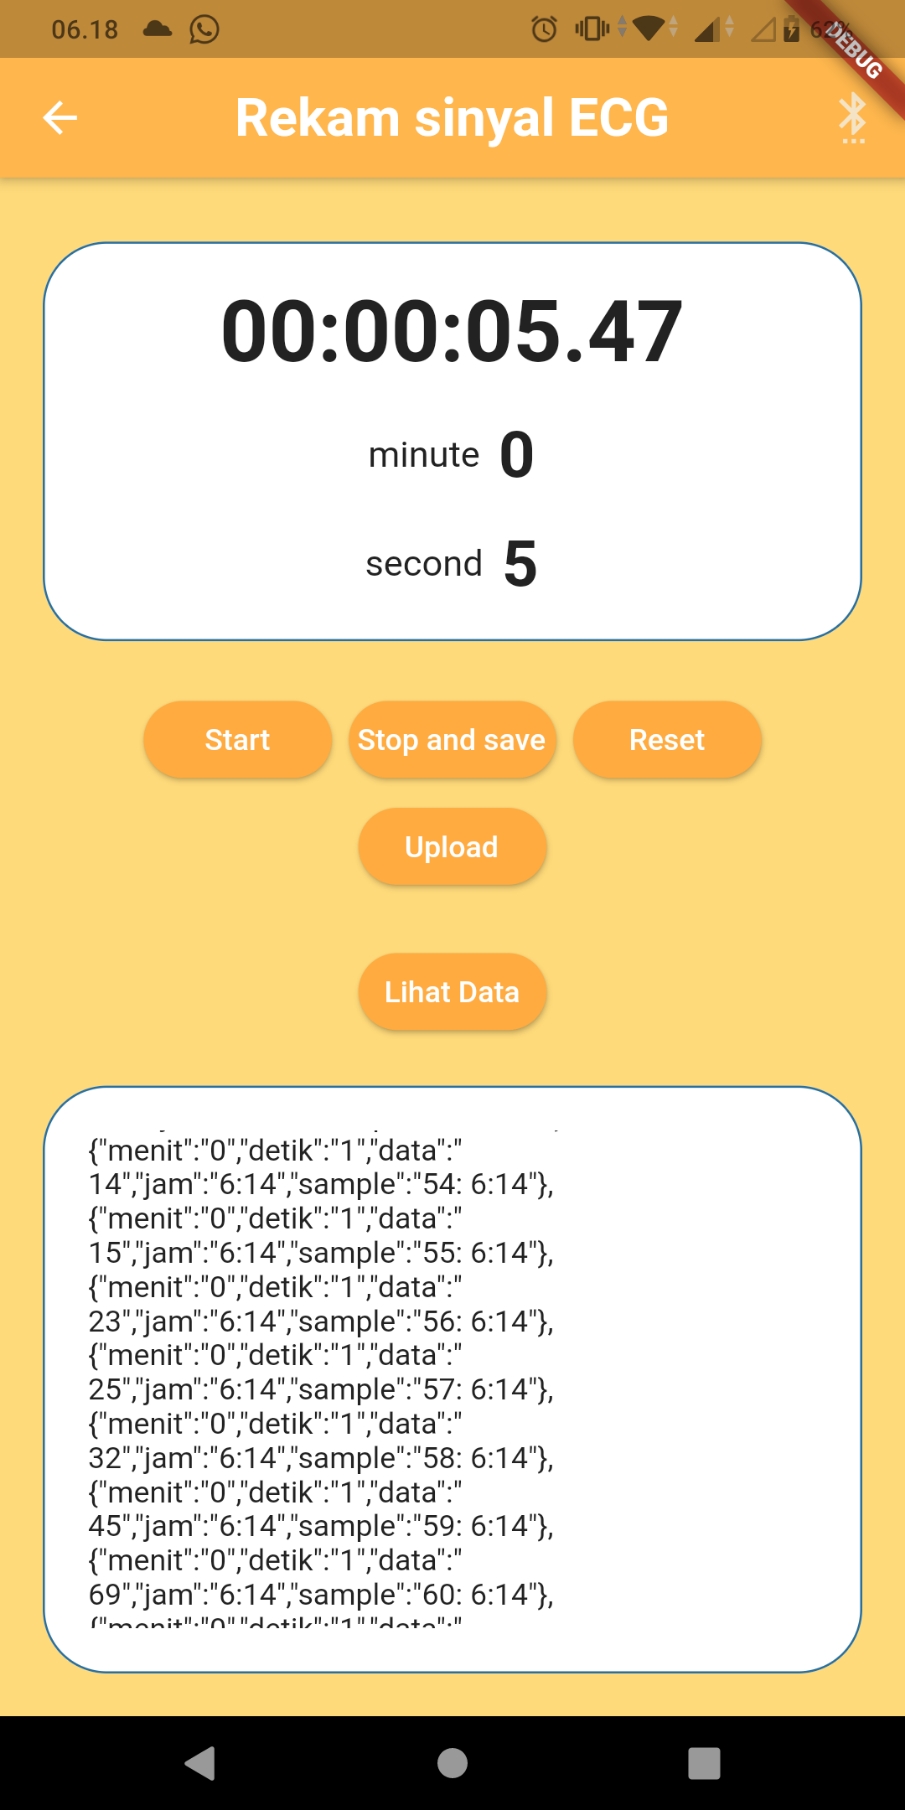 06.18
62%
DEBUG
Rekam sinyal ECG
00:00:05.47
minute 0
second 5
Start Stop and save Reset
Upload
Lihat Data
{"menit":"0","detik":"1","data":"
14","jam":"6:14","sample":"54: 6:14"},
{"menit":"0","detik":"1","data":"
15","jam":"6:14","sample":"55: 6:14"},
{"menit":"0","detik":"1","data":"
23","jam":"6:14","sample":"56: 6:14"},
{"menit":"0","detik":"1","data":"
25","jam":"6:14","sample":"57: 6:14"},
{"menit":"0","detik":"1","data":"
32","jam":"6:14","sample":"58: 6:14"},
{"menit":"0","detik":"1","data":"
45","jam":"6:14","sample":"59: 6:14"},
{"menit":"0","detik":"1","data":"
69","jam":"6:14","sample":"60: 6:14"},
{"menit":"0","detik":"1","data":"